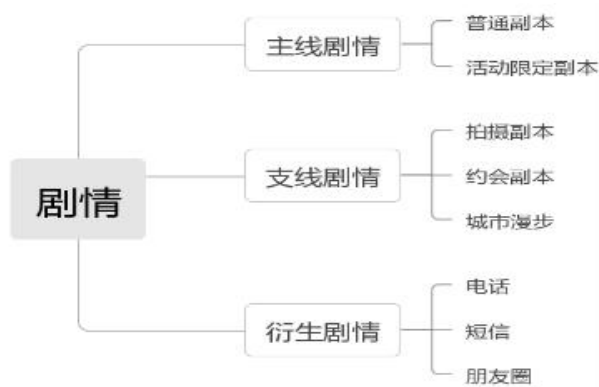 剧情
主线剧情
普通副本
活动限定副本
支线剧情
拍摄副本
约会副本
城市漫步
衍生剧情
电话
短信
朋友圈